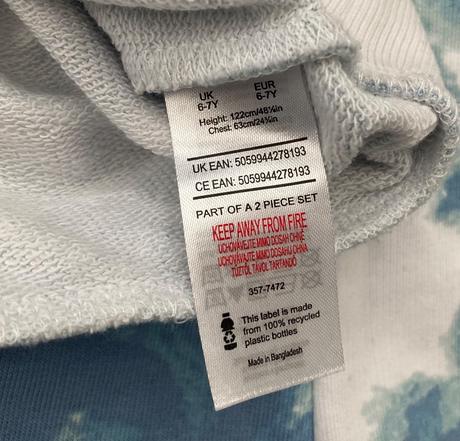 UK EUR
6-7Y 6-7Y
Height: 122cm/48⅛in
Chest: 63cm/24¾in
UK EAN: 5059944278193
CE EAN: 5059944278193
PART OF A 2 PIECE SET
KEEP AWAY FROM FIRE
UCHOVÁVEJTE MIMO DOSAH OHNĚ
UCHOVÁVAJTE MIMO DOSAHU OHŇA
TŰZTŐL TÁVOL TARTANDÓ
357-7472
This label is made
from 100% recycled
plastic bottles
Made in Bangladesh